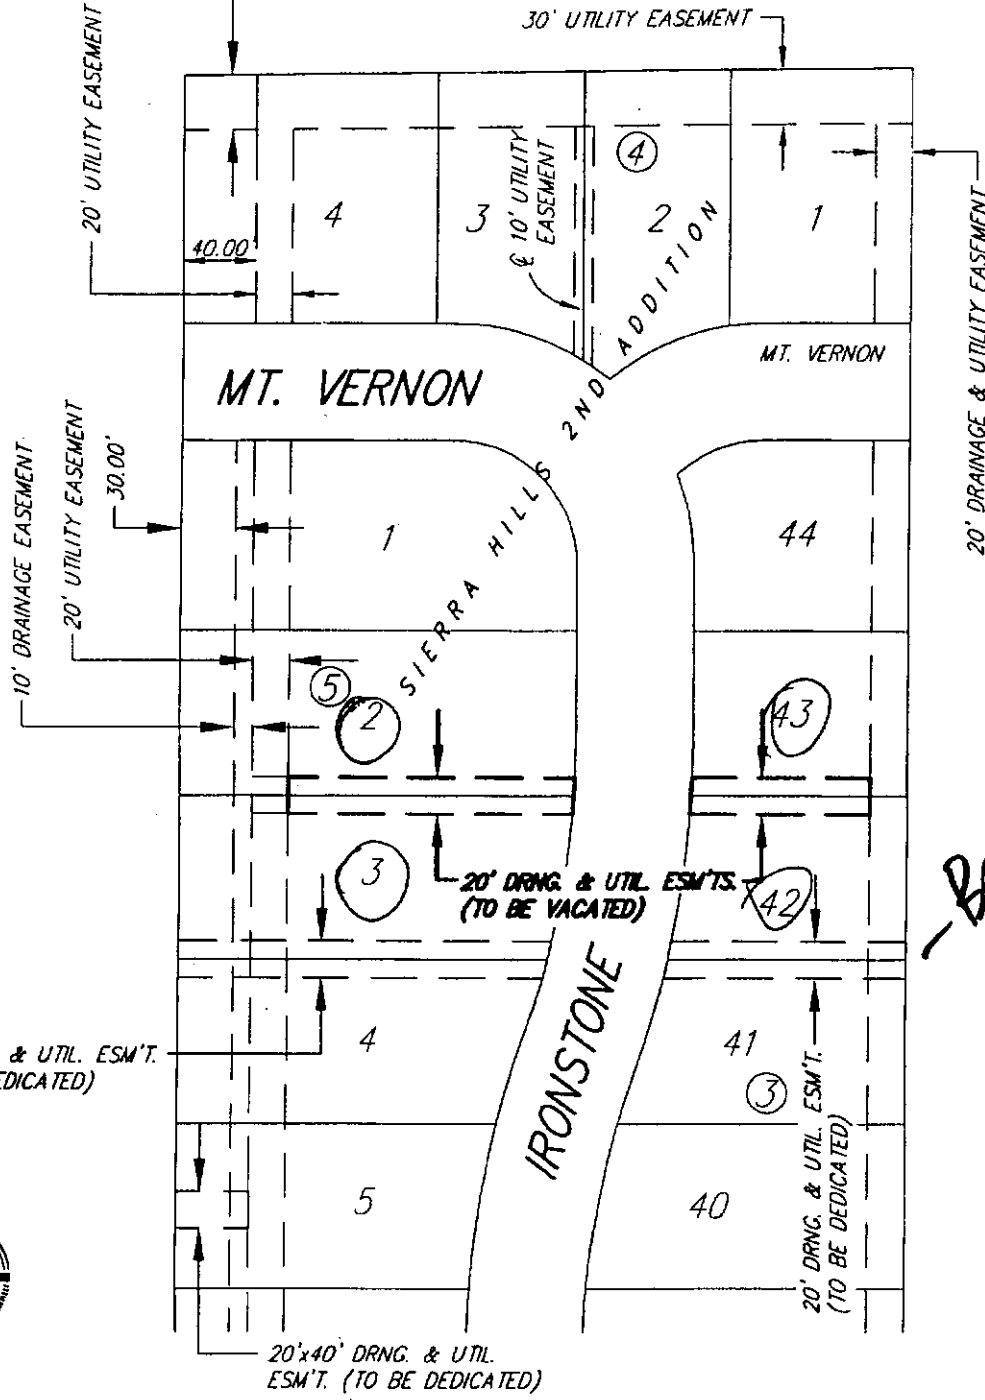 30' UTILITY EASEMENT
20' UTILITY EASEMENT
4
3
℄ 10' UTILITY
EASEMENT
4
2
1
40.00'
20' DRAINAGE & UTILITY EASEMENT
MT. VERNON
MT. VERNON
SIERRA HILLS 2ND ADDITION
10' DRAINAGE EASEMENT
20' UTILITY EASEMENT
30.00'
1
44
5
2
43
3
20' DRNG. & UTIL. ESM'TS.
(TO BE VACATED)
42
IRONSTONE
& UTIL. ESM'T.
EDICATED)
4
41
3
20' DRNG. & UTIL. ESM'T.
(TO BE DEDICATED)
5
40
20'x40' DRNG. & UTIL.
ESM'T. (TO BE DEDICATED)